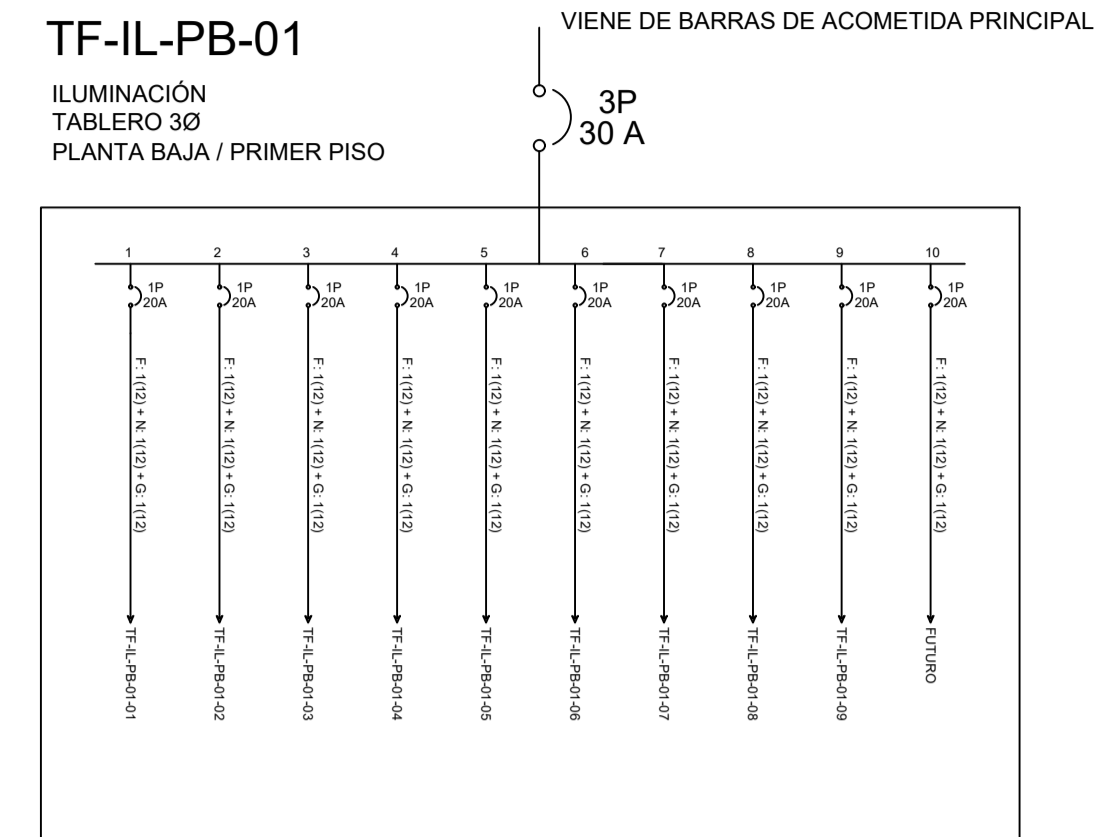 TF-IL-PB-01
VIENE DE BARRAS DE ACOMETIDA PRINCIPAL
ILUMINACIÓN
TABLERO 3Ø
PLANTA BAJA / PRIMER PISO
3P
30 A
1
2
3
4
5
6
7
8
9
10
1P
20A
1P
20A
1P
20A
1P
20A
1P
20A
1P
20A
1P
20A
1P
20A
1P
20A
1P
20A
F: 1(12) + N: 1(12) + G: 1(12)
F: 1(12) + N: 1(12) + G: 1(12)
F: 1(12) + N: 1(12) + G: 1(12)
F: 1(12) + N: 1(12) + G: 1(12)
F: 1(12) + N: 1(12) + G: 1(12)
F: 1(12) + N: 1(12) + G: 1(12)
F: 1(12) + N: 1(12) + G: 1(12)
F: 1(12) + N: 1(12) + G: 1(12)
F: 1(12) + N: 1(12) + G: 1(12)
F: 1(12) + N: 1(12) + G: 1(12)
TF-IL-PB-01-01
TF-IL-PB-01-02
TF-IL-PB-01-03
TF-IL-PB-01-04
TF-IL-PB-01-05
TF-IL-PB-01-06
TF-IL-PB-01-07
TF-IL-PB-01-08
TF-IL-PB-01-09
FUTURO